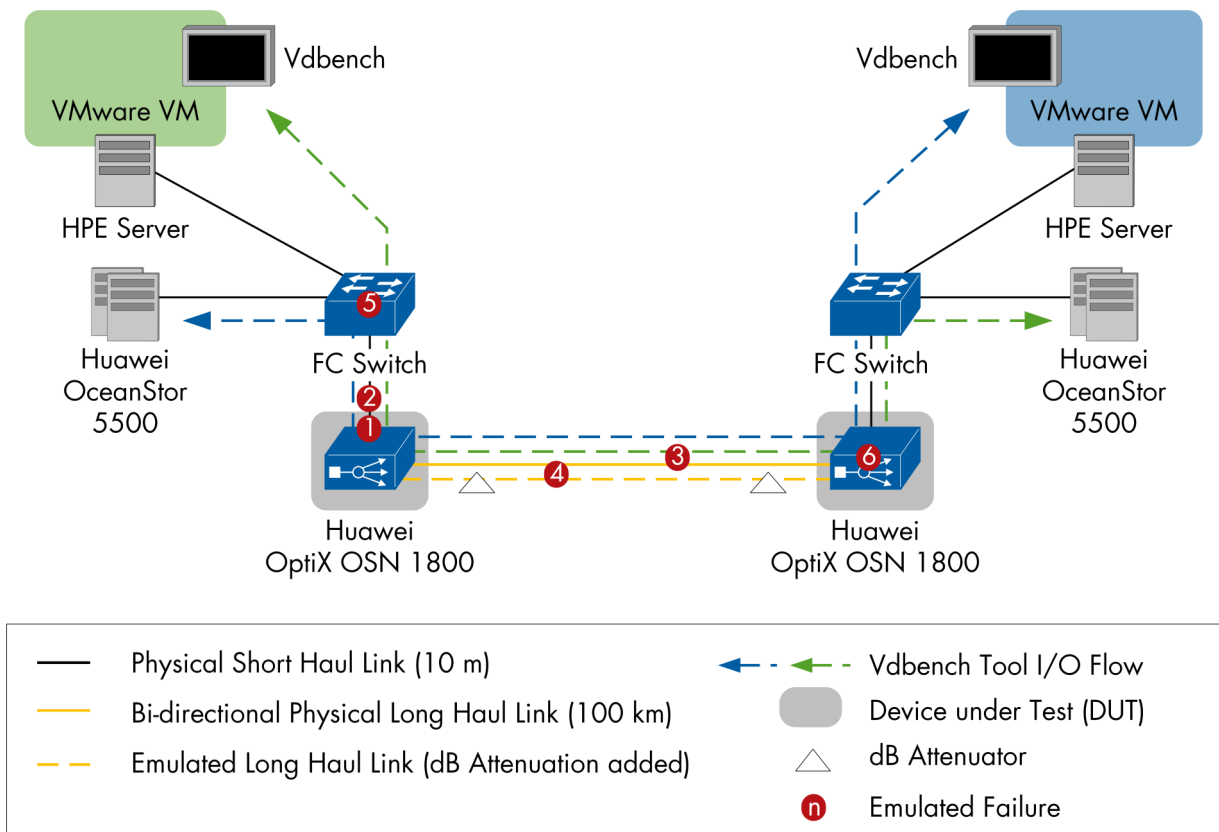 Vdbench
VMware VM
HPE Server
Huawei
OceanStor
5500
5
FC Switch
2
1
Huawei
OptiX OSN 1800
3
4
Vdbench
VMware VM
HPE Server
FC Switch
Huawei
OceanStor
5500
6
Huawei
OptiX OSN 1800
Physical Short Haul Link (10 m)
Bi-directional Physical Long Haul Link (100 km)
Emulated Long Haul Link (dB Attenuation added)
Vdbench Tool I/O Flow
Device under Test (DUT)
dB Attenuator
n Emulated Failure